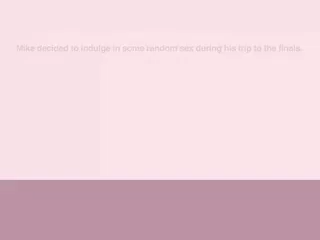 Mike decided to indulge in some random sex during his trip to the finale.